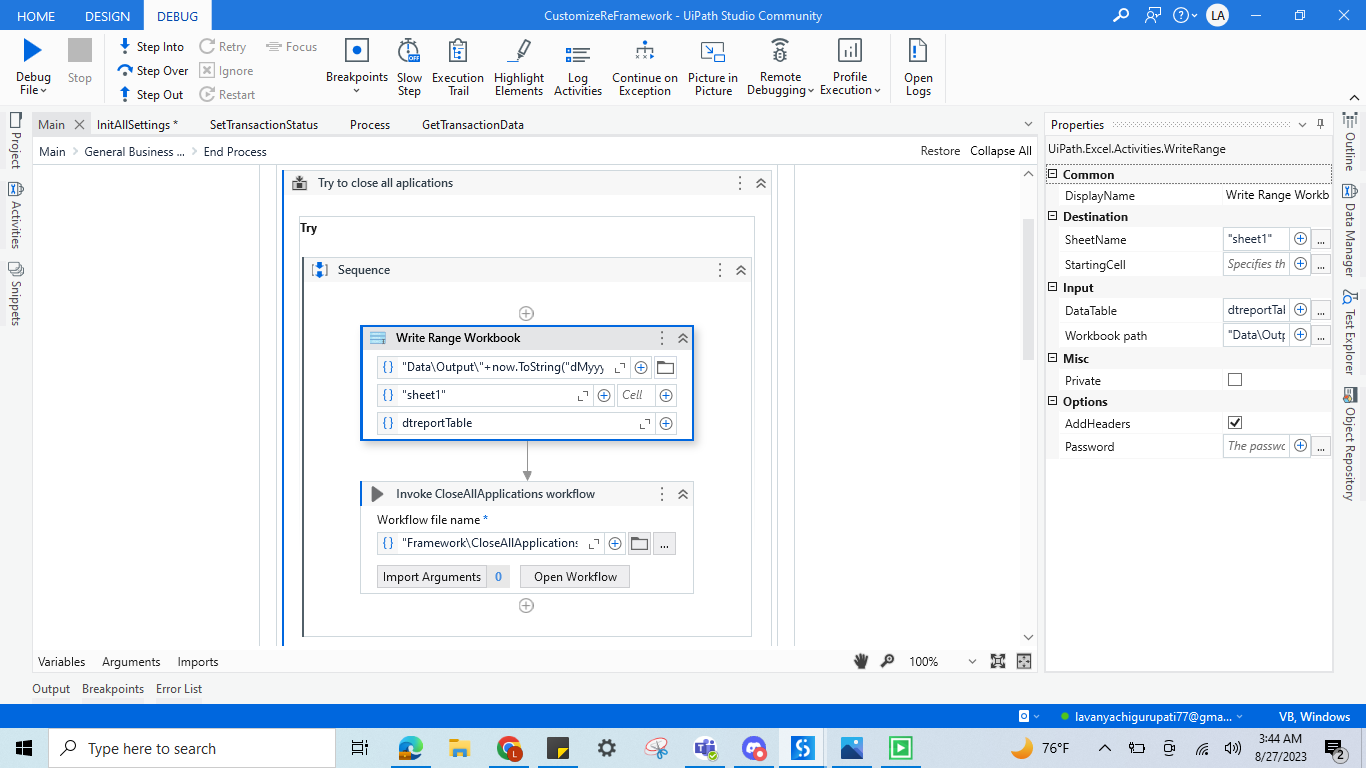 HOME DESIGN DEBUG CustomizeReFramework - UiPath Studio Community LA
Step Into Retry Focus
Step Over Ignore
Step Out Restart
Debug File Stop Breakpoints Slow Step Execution Trail Highlight Elements Log Activities Continue on Exception Picture in Picture Remote Debugging Profile Execution Open Logs
OFF
Main InitAllSettings * SetTransactionStatus Process GetTransactionData
Main General Business ... End Process Restore Collapse All
Project
Activities
Snippets
Try to close all aplications
Try
Sequence
Write Range Workbook
"Data\Output\"+now.ToString("dMyyy
"sheet1" Cell
dtreportTable
Invoke CloseAllApplications workflow
Workflow file name *
"Framework\CloseAllApplications ...
Import Arguments 0 Open Workflow
Variables Arguments Imports 100%
Output Breakpoints Error List
Properties
UiPath.Excel.Activities.WriteRange
Common
DisplayName Write Range Workb
Destination
SheetName "sheet1" ...
StartingCell Specifies th ...
Input
DataTable dtreportTal ...
Workbook path "Data\Outp ...
Misc
Private
Options
AddHeaders
Password The passwc ...
Outline
Data Manager
Test Explorer
Object Repository
lavanyachigurupati77@gma... VB, Windows
Type here to search
L
76°F
3:44 AM
8/27/2023
2